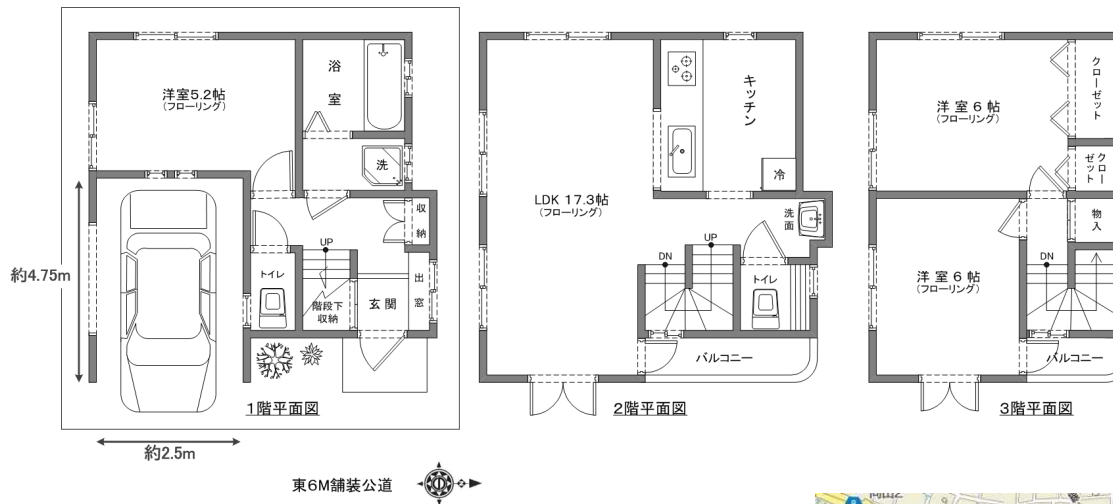 洋室5.2帖
(フローリング)
浴室
洗
収納
UP
トイレ
階段下
収納
玄関
出窓
約4.75m
約2.5m
1階平面図
LDK 17.3帖
(フローリング)
キッチン
冷
洗面
UP
DN
トイレ
バルコニー
2階平面図
洋室6帖
(フローリング)
クローゼット
クローゼット
物入
洋室6帖
(フローリング)
DN
バルコニー
3階平面図
東6M舗装公道